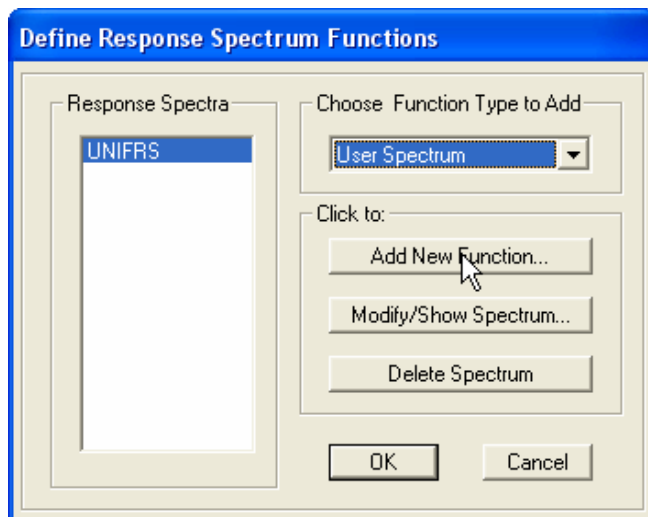 Define Response Spectrum Functions
Response Spectra
UNIFRS
Choose Function Type to Add
User Spectrum
Click to:
Add New Function...
Modify/Show Spectrum...
Delete Spectrum
OK
Cancel